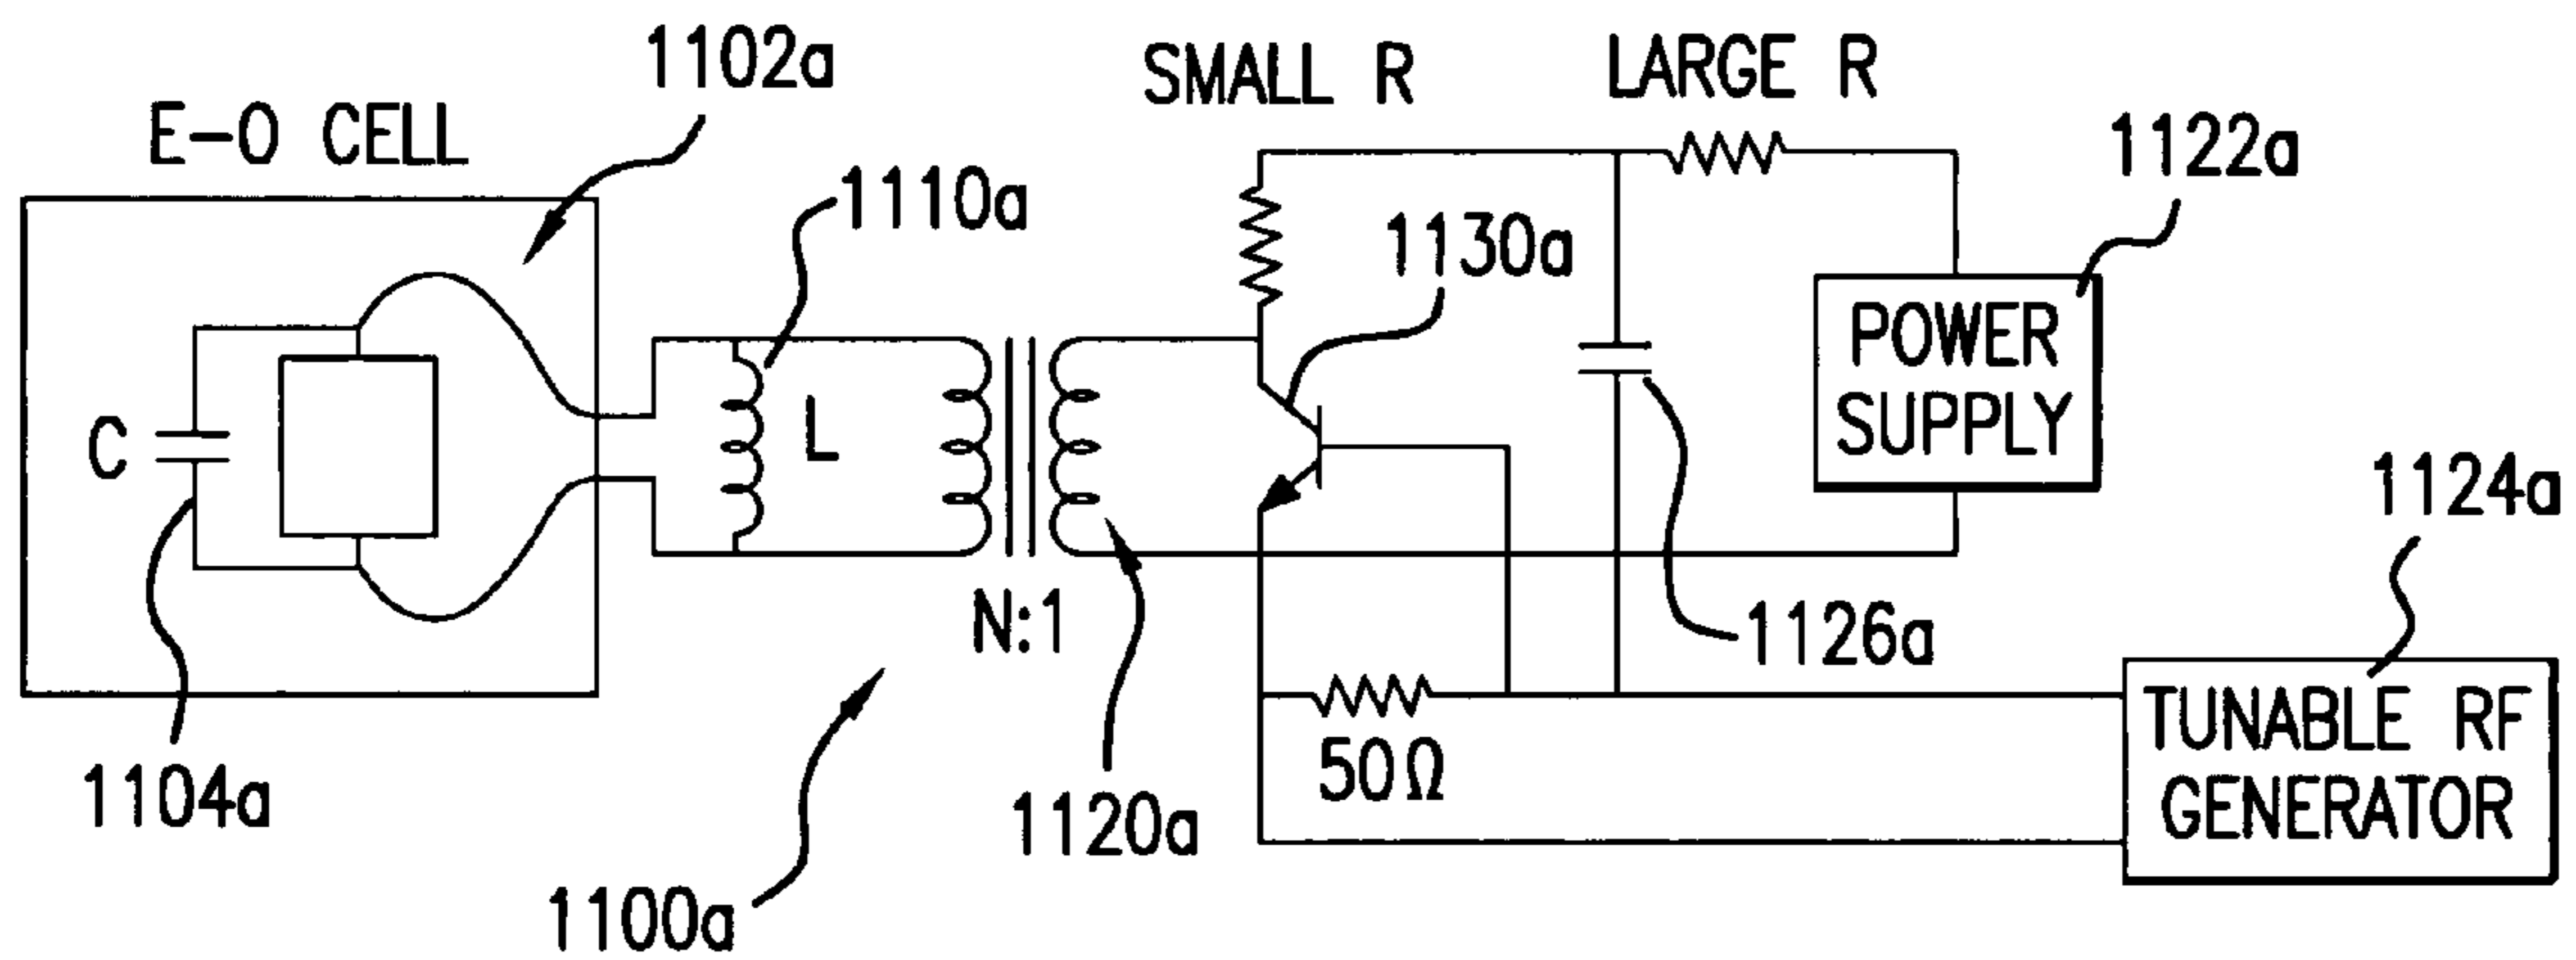 1102a
SMALL R
LARGE R
E-O CELL
1122a
1110a
1130a
POWER
SUPPLY
C
L
1124a
N:1
1126a
TUNABLE RF
GENERATOR
50Ω
1104a
1120a
1100a